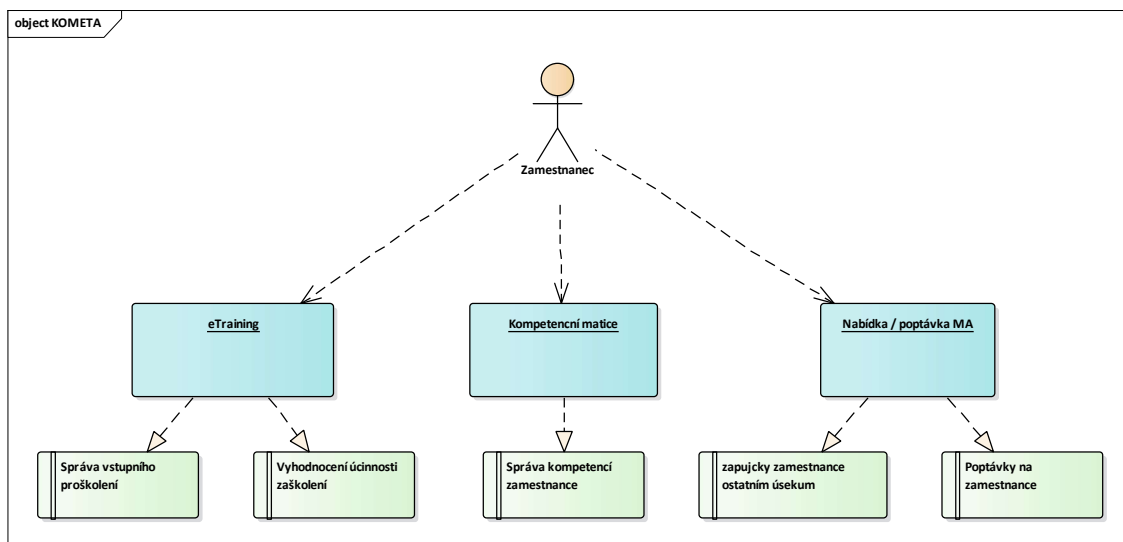 object KOMETA
Zamestnanec
eTraining
Kompetencní matice
Nabídka / poptávka MA
Správa vstupního
proškolení
Vyhodnocení úcinnosti
zaškolení
Správa kompetencí
zamestnance
zapujcky zamestnance
ostatním úsekum
Poptávky na
zamestnance